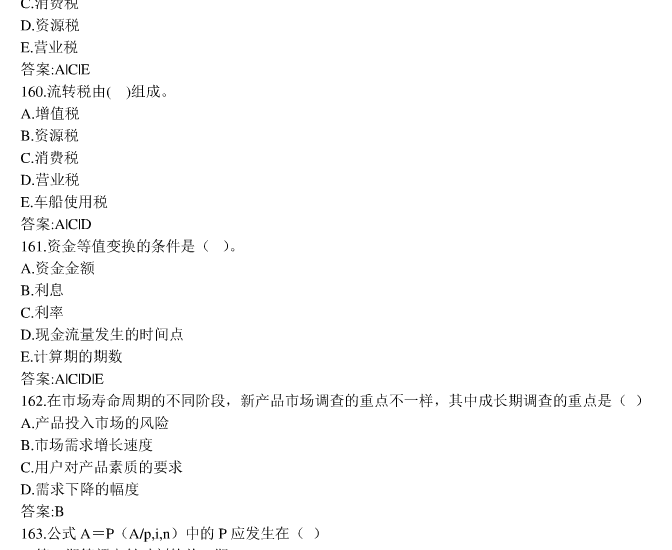 C.消费税
D.资源税
E.营业税
答案:A|C|E
160.流转税由(　)组成。
A.增值税
B.资源税
C.消费税
D.营业税
E.车船使用税
答案:A|C|D
161.资金等值变换的条件是（　）。
A.资金金额
B.利息
C.利率
D.现金流量发生的时间点
E.计算期的期数
答案:A|C|D|E
162.在市场寿命周期的不同阶段，新产品市场调查的重点不一样，其中成长期调查的重点是（ ）
A.产品投入市场的风险
B.市场需求增长速度
C.用户对产品素质的要求
D.需求下降的幅度
答案:B
163.公式 A＝P（A/p,i,n）中的 P 应发生在（ ）